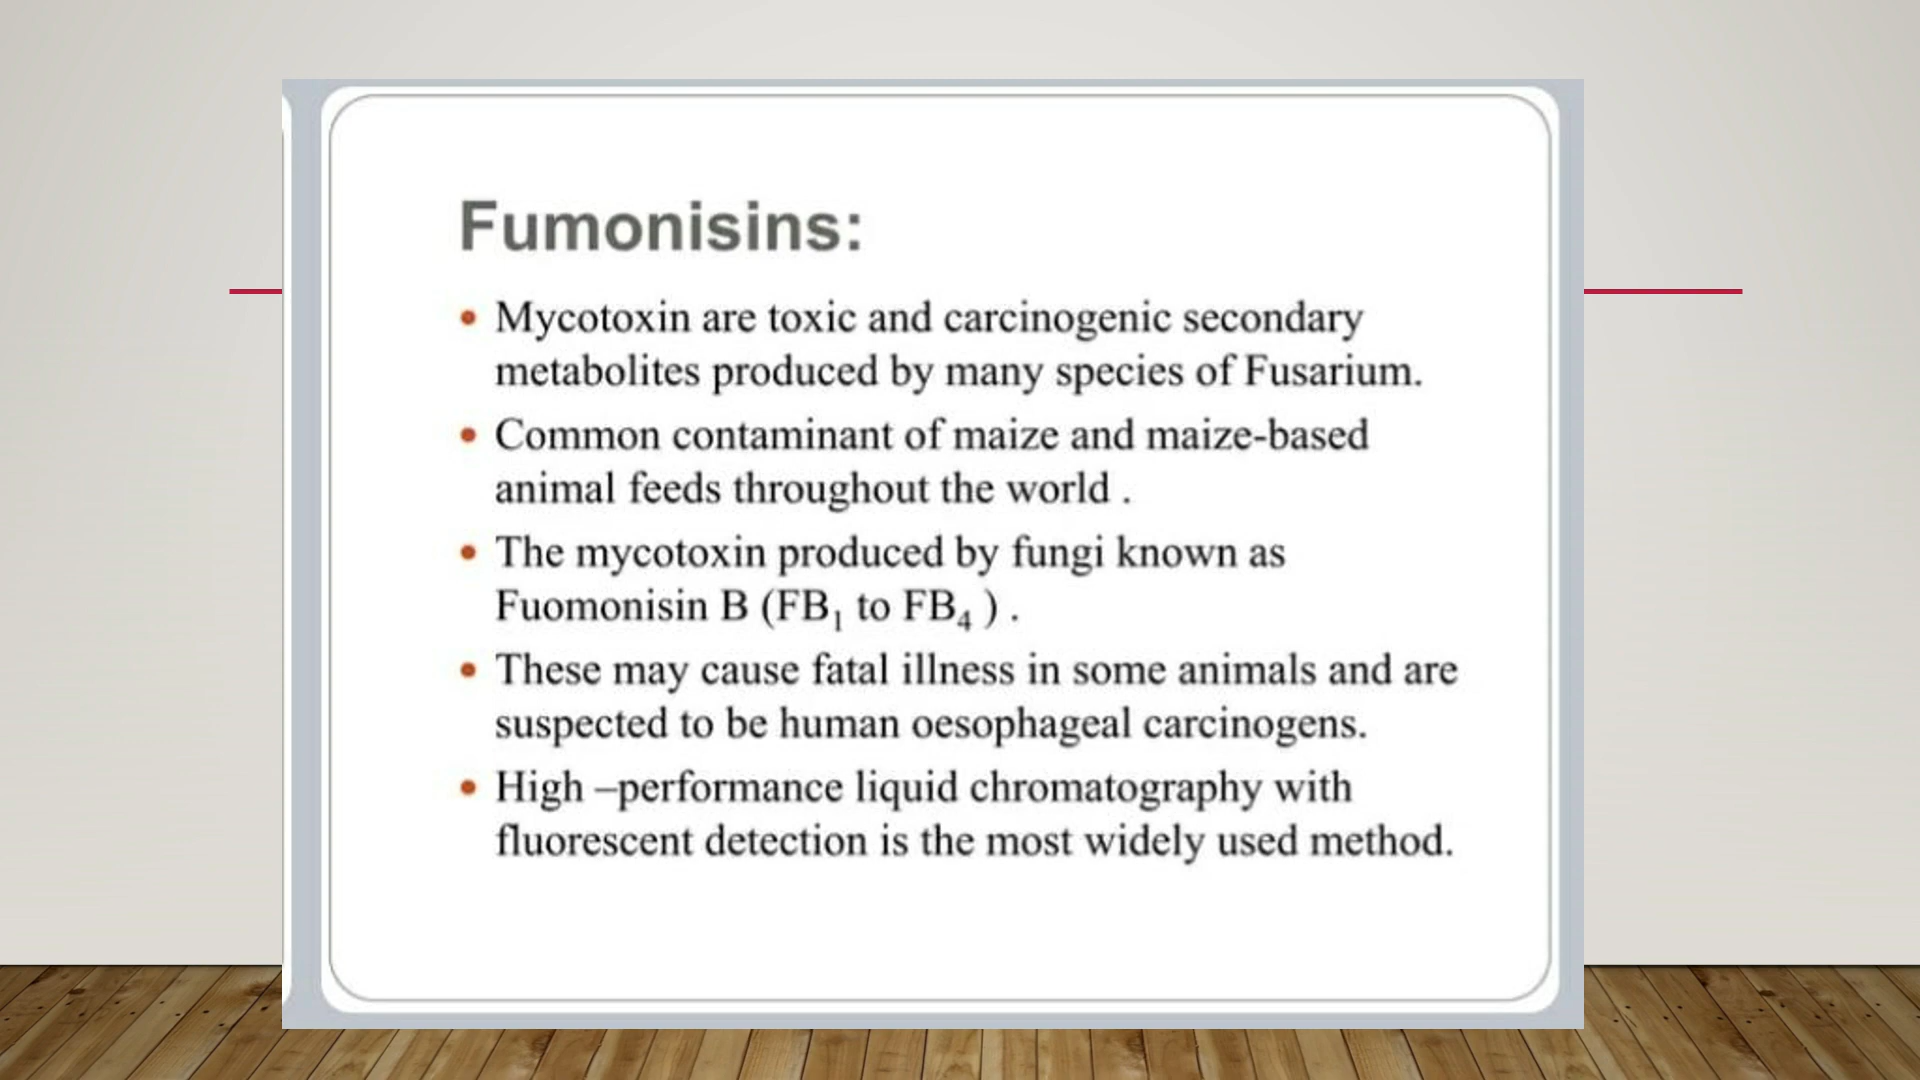 Fumonisins:
• Mycotoxin are toxic and carcinogenic secondary
metabolites produced by many species of Fusarium.
• Common contaminant of maize and maize-based
animal feeds throughout the world .
• The mycotoxin produced by fungi known as
Fuomonisin B (FB₁ to FB₄ ) .
• These may cause fatal illness in some animals and are
suspected to be human oesophageal carcinogens.
• High –performance liquid chromatography with
fluorescent detection is the most widely used method.